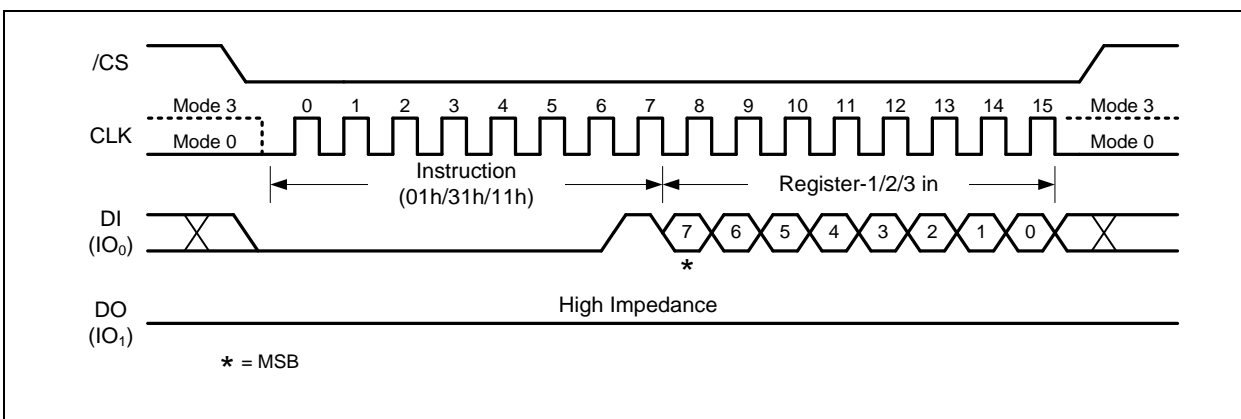 /CS
Mode 3 0 1 2 3 4 5 6 7 8 9 10 11 12 13 14 15 Mode 3
CLK
Mode 0 Mode 0
Instruction
(01h/31h/11h)
Register-1/2/3 in
DI
(IO₀)
7 6 5 4 3 2 1 0
*
High Impedance
DO
(IO₁)
* = MSB